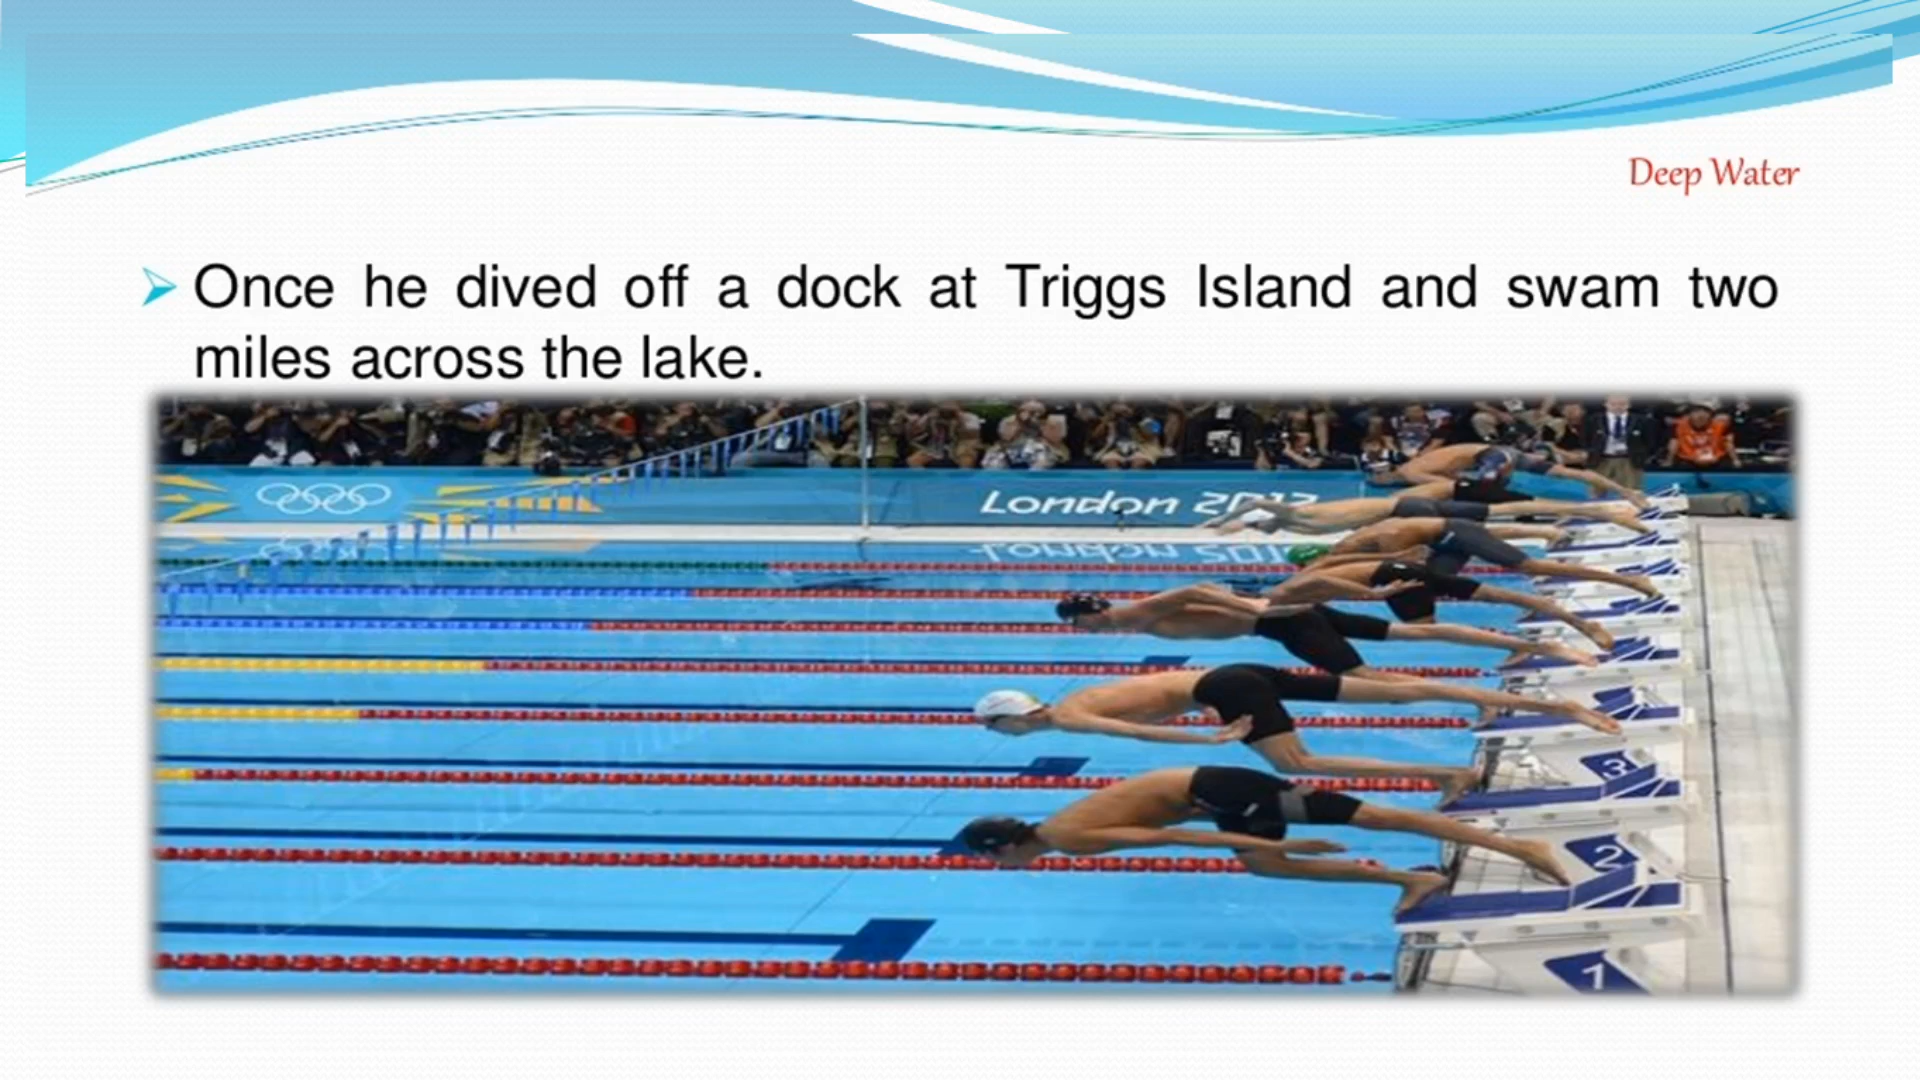 Deep Water
Once he dived off a dock at Triggs Island and swam two
miles across the lake.
London 2012
3
2
1